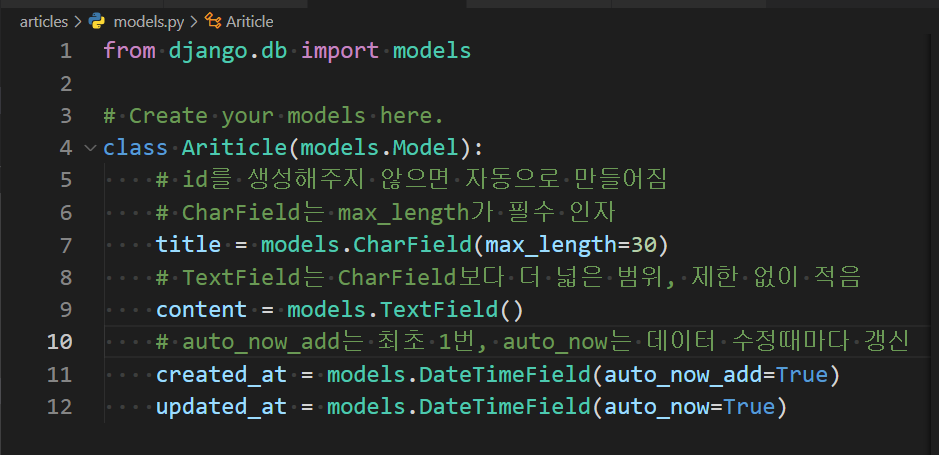 articles > models.py > Ariticle
1 from django.db import models
2
3 # Create your models here.
4 class Ariticle(models.Model):
5 # id를 생성해주지 않으면 자동으로 만들어짐
6 # CharField는 max_length가 필수 인자
7 title = models.CharField(max_length=30)
8 # TextField는 CharField보다 더 넓은 범위, 제한 없이 적음
9 content = models.TextField()
10 # auto_now_add는 최초 1번, auto_now는 데이터 수정때마다 갱신
11 created_at = models.DateTimeField(auto_now_add=True)
12 updated_at = models.DateTimeField(auto_now=True)